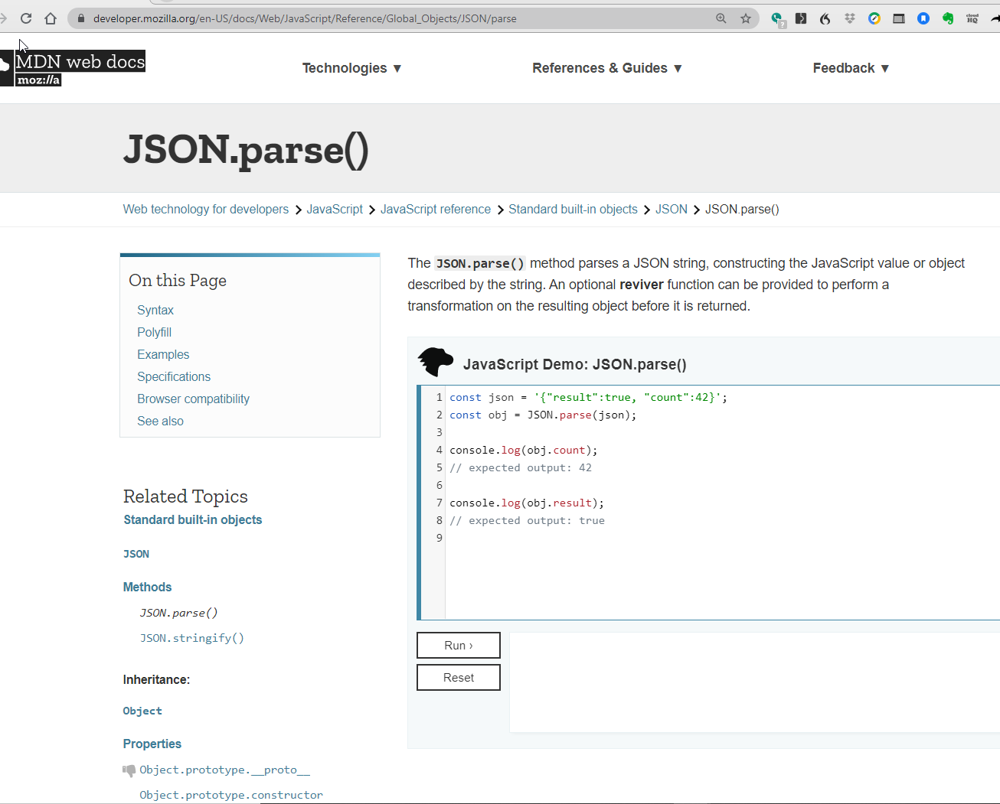 developer.mozilla.org/en-US/docs/Web/JavaScript/Reference/Global_Objects/JSON/parse
?
cloud
HQ
MDN web docs
moz://a
Technologies ▼
References & Guides ▼
Feedback ▼
JSON.parse()
Web technology for developers > JavaScript > JavaScript reference > Standard built-in objects > JSON > JSON.parse()
On this Page
Syntax
Polyfill
Examples
Specifications
Browser compatibility
See also
Related Topics
Standard built-in objects
JSON
Methods
JSON.parse()
JSON.stringify()
Inheritance:
Object
Properties
Object.prototype.__proto__
Object.prototype.constructor
The JSON.parse() method parses a JSON string, constructing the JavaScript value or object
described by the string. An optional reviver function can be provided to perform a
transformation on the resulting object before it is returned.
JavaScript Demo: JSON.parse()
1 const json = '{"result":true, "count":42}';
2 const obj = JSON.parse(json);
3
4 console.log(obj.count);
5 // expected output: 42
6
7 console.log(obj.result);
8 // expected output: true
9
Run ›
Reset